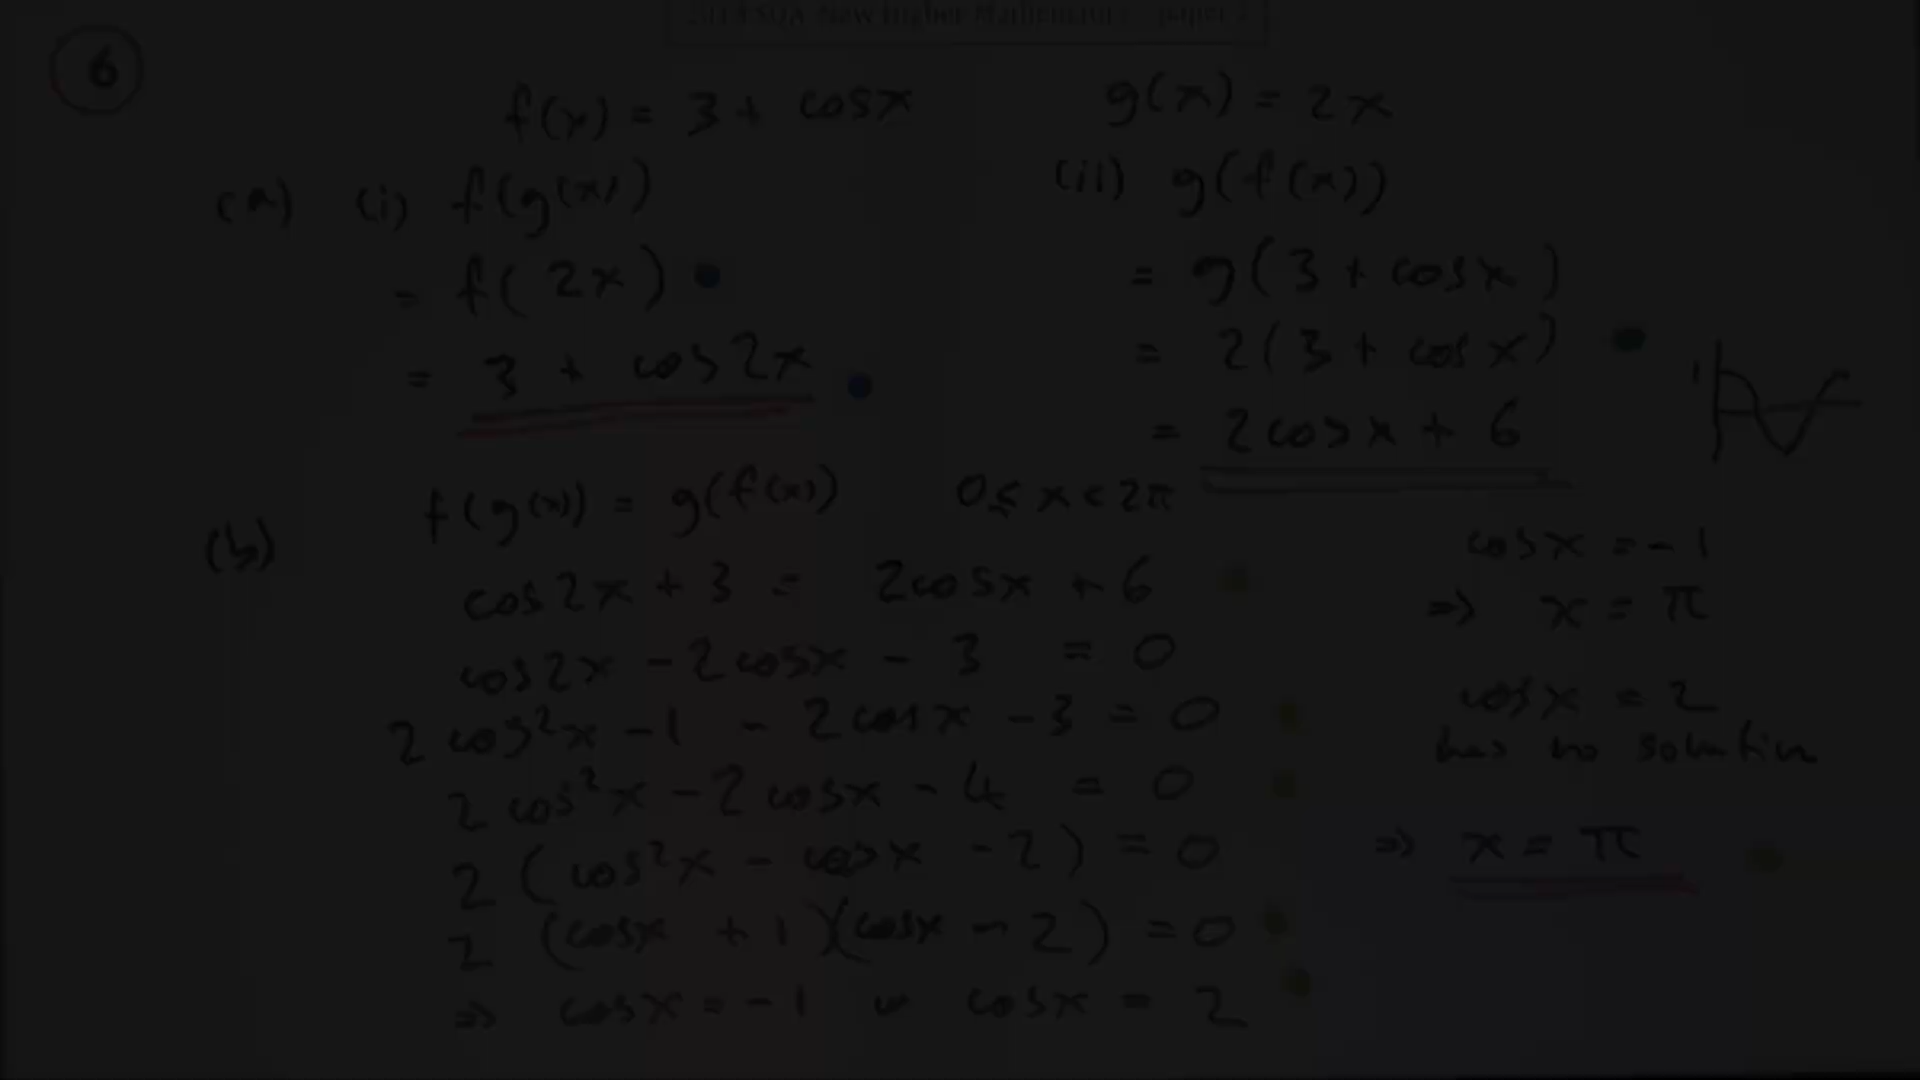 6
f(x) = 3 + cosx
g(x) = 2x
(a) (i) f(g(x))
= f(2x)
= 3 + cos2x
(ii) g(f(x))
= g(3 + cosx)
= 2(3 + cosx)
= 2cosx + 6
1
(b) f(g(x)) = g(f(x)) 0 ≤ x < 2π
cos2x + 3 = 2cosx + 6
cos2x - 2cosx - 3 = 0
2cos²x - 1 - 2cosx - 3 = 0
2cos²x - 2cosx - 4 = 0
2(cos²x - cosx - 2) = 0
2(cosx + 1)(cosx - 2) = 0
⇒ cosx = -1 or cosx = 2
cosx = -1
⇒ x = π
cosx = 2
has no solution
⇒ x = π